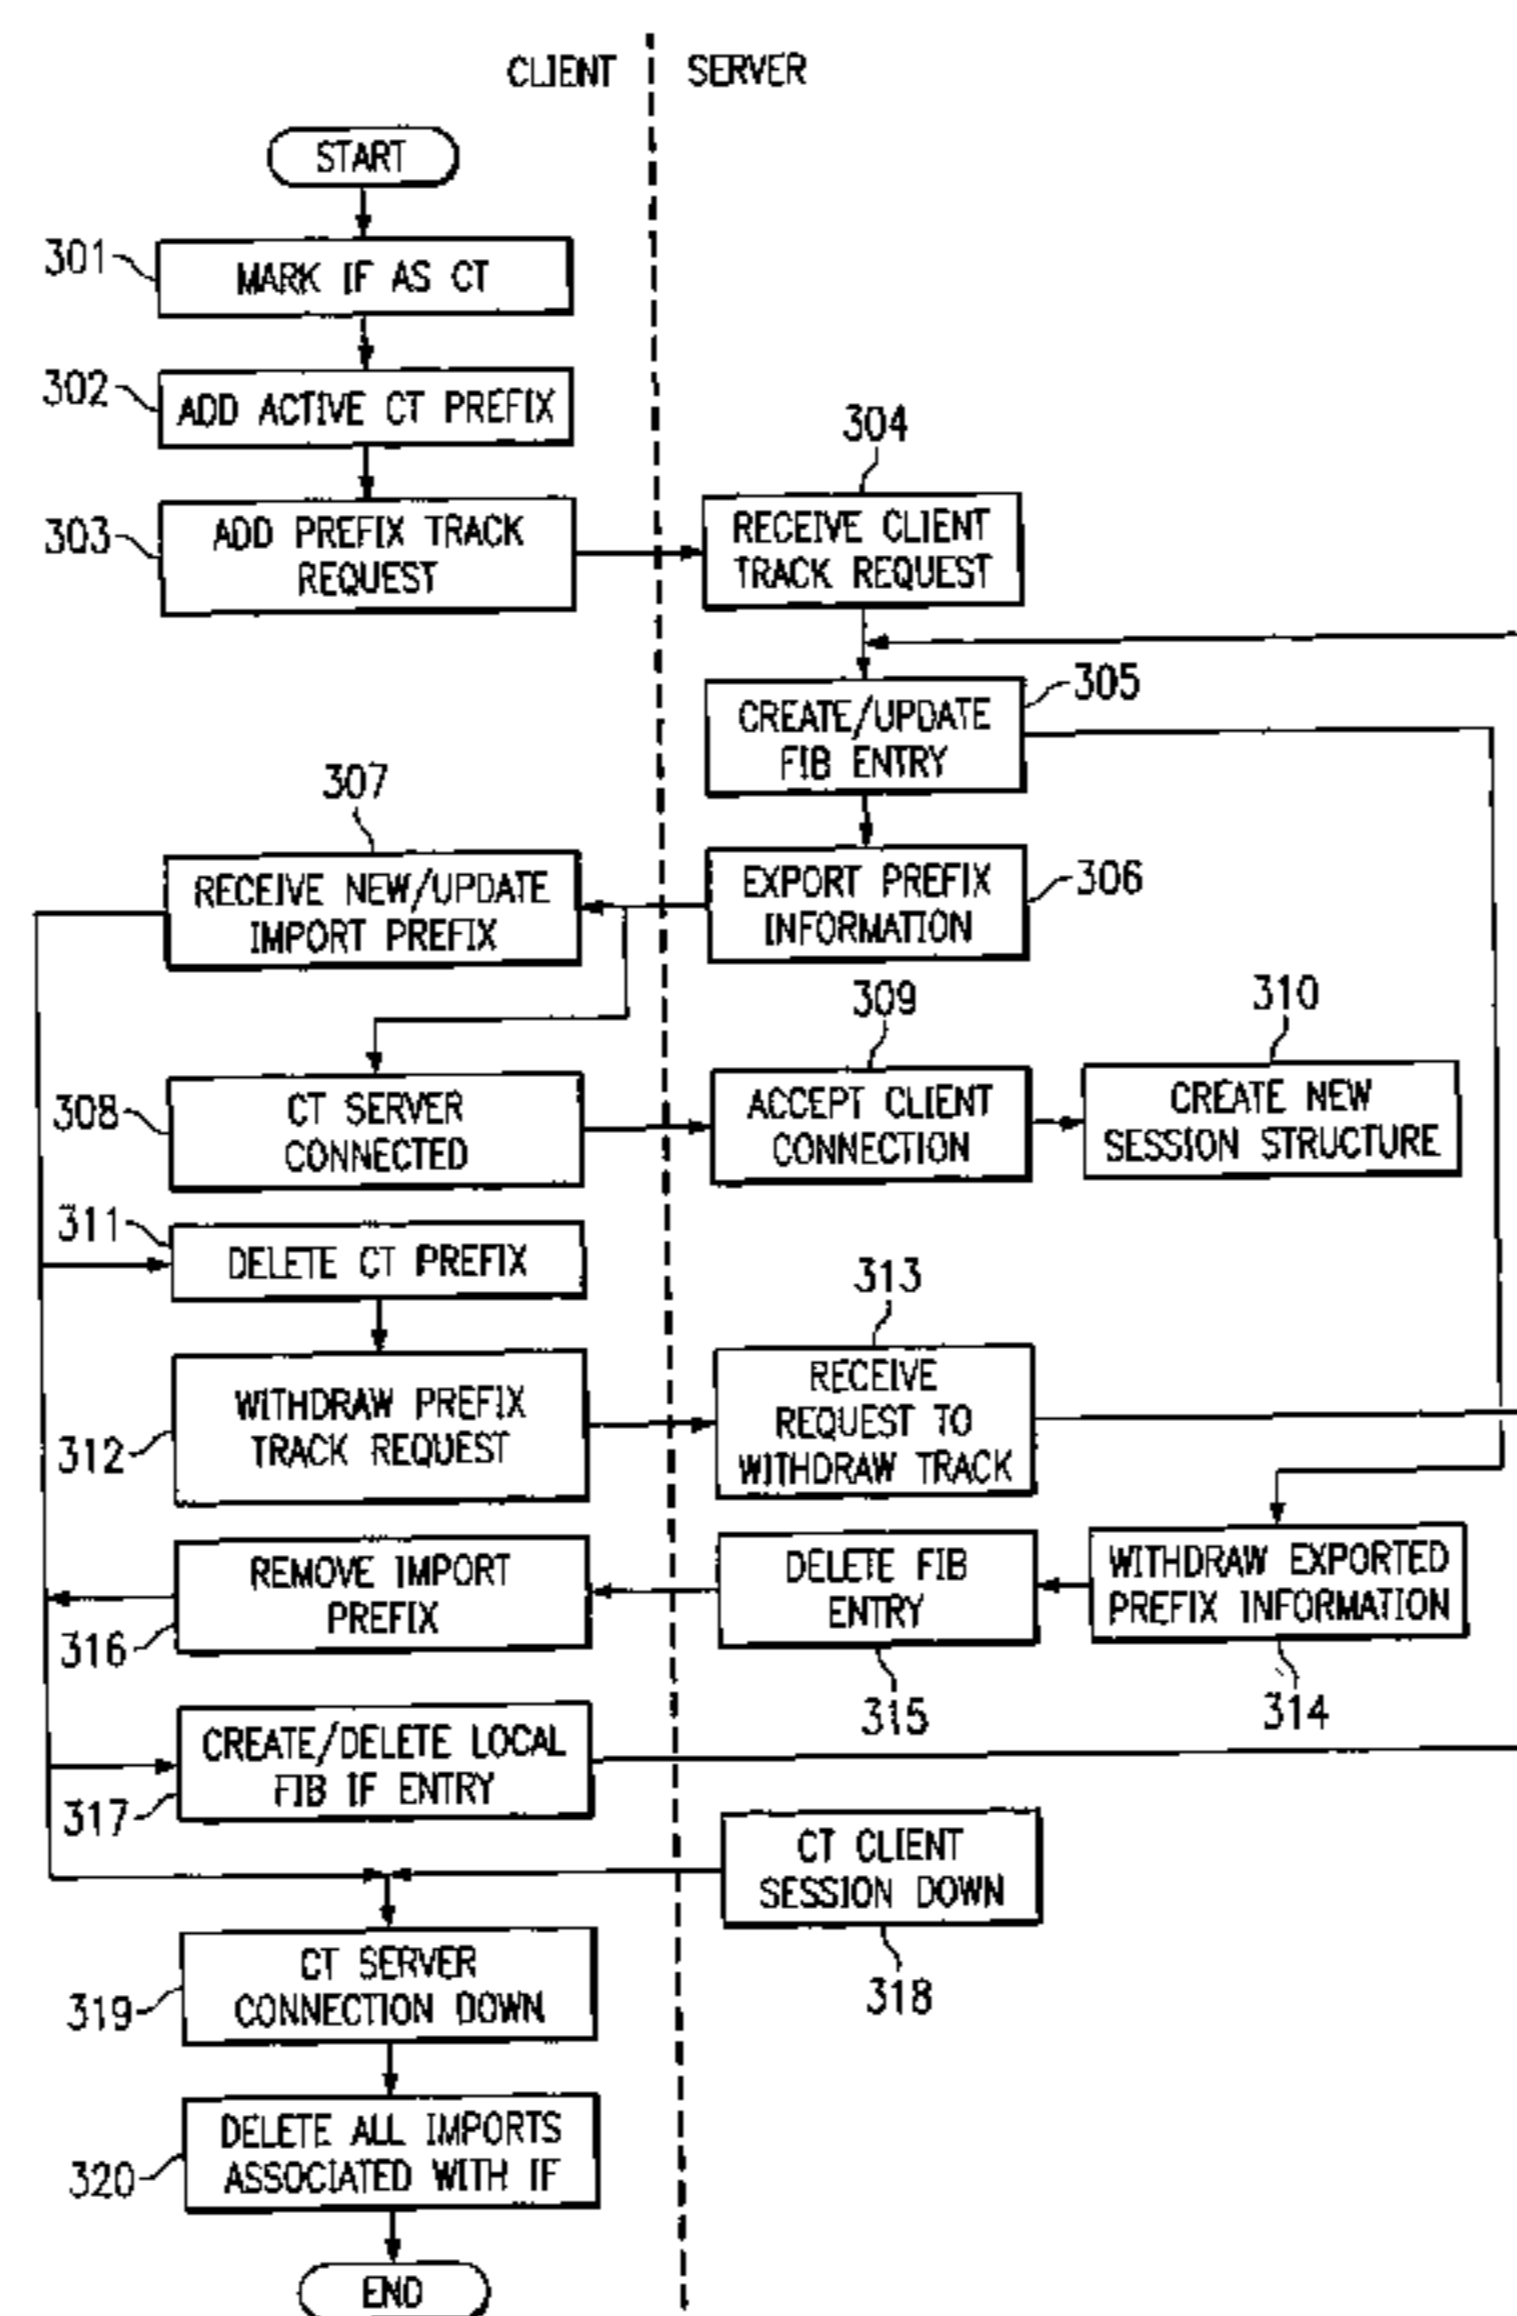 CLIENT SERVER
START
301
MARK IF AS CT
302
ADD ACTIVE CT PREFIX
304
303
ADD PREFIX TRACK
REQUEST
RECEIVE CLIENT
TRACK REQUEST
305
CREATE/UPDATE
FIB ENTRY
307
RECEIVE NEW/UPDATE
IMPORT PREFIX
EXPORT PREFIX
INFORMATION
306
309
310
308
CT SERVER
CONNECTED
ACCEPT CLIENT
CONNECTION
CREATE NEW
SESSION STRUCTURE
311
DELETE CT PREFIX
313
312
WITHDRAW PREFIX
TRACK REQUEST
RECEIVE
REQUEST TO
WITHDRAW TRACK
REMOVE IMPORT
PREFIX
316
DELETE FIB
ENTRY
315
WITHDRAW EXPORTED
PREFIX INFORMATION
314
CREATE/DELETE LOCAL
FIB IF ENTRY
317
CT CLIENT
SESSION DOWN
318
319
CT SERVER
CONNECTION DOWN
320
DELETE ALL IMPORTS
ASSOCIATED WITH IF
END